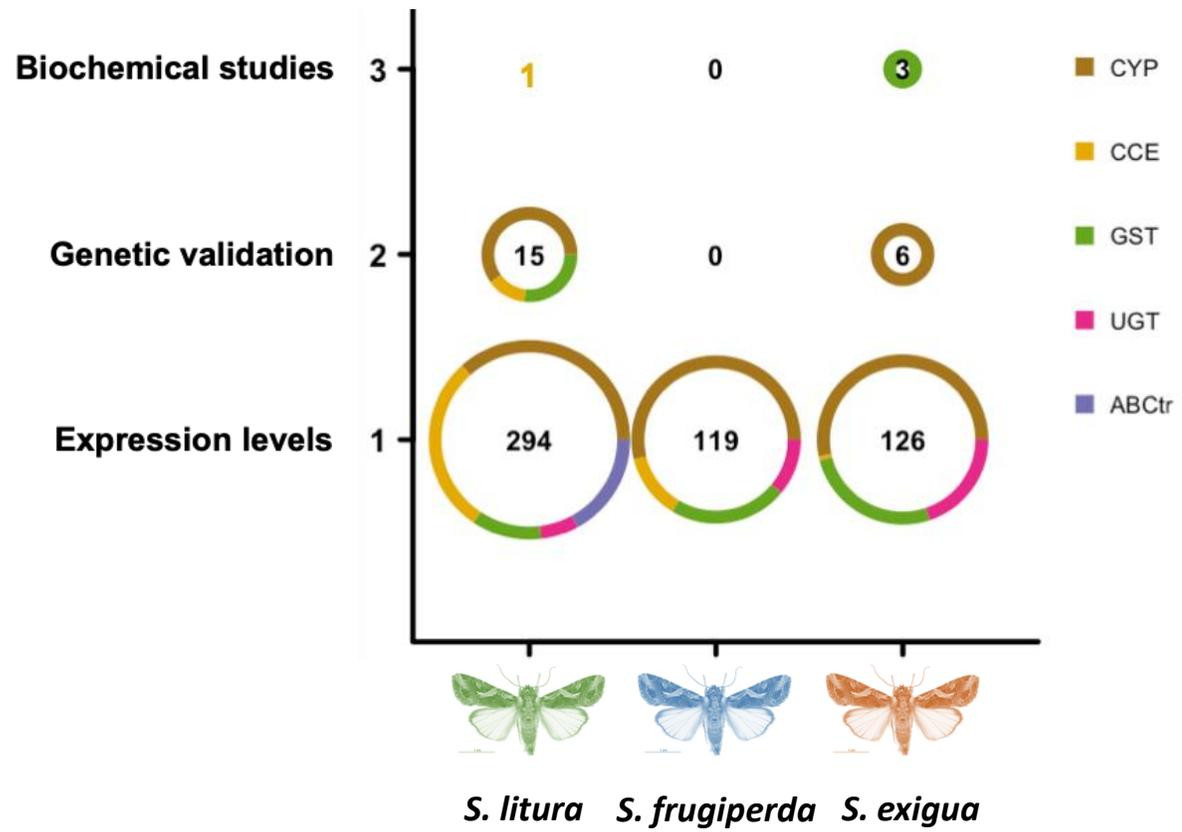 Biochemical studies 3 1 0 3 CYP
CCE
GST
Genetic validation 2 15 0 6
UGT
ABCtr
Expression levels 1 294 119 126
S. litura S. frugiperda S. exigua